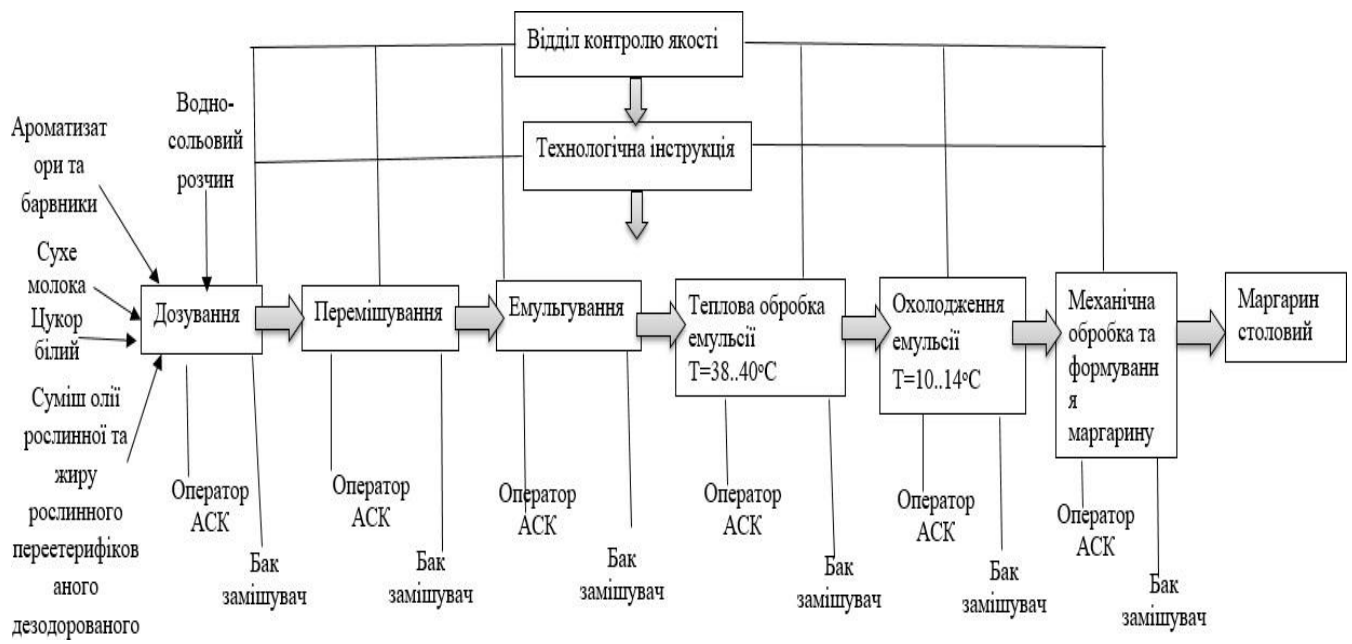 Відділ контролю якості
Технологічна інструкція
Ароматизат
ори та
барвники
Водно-
сольовий
розчин
Сухе
молока
Цукор
білий
Суміш олії
рослинної та
жиру
рослинного
переетерифіков
аного
дезодорованого
Дозування
Перемішування
Емульгування
Теплова обробка
емульсії
Т=38..40°С
Охолодження
емульсії
Т=10..14°С
Механічна
обробка та
формуванн
я
маргарину
Маргарин
столовий
Оператор
АСК
Бак
замішувач
Оператор
АСК
Бак
замішувач
Оператор
АСК
Бак
замішувач
Оператор
АСК
Бак
замішувач
Оператор
АСК
Бак
замішувач
Оператор
АСК
Бак
замішувач